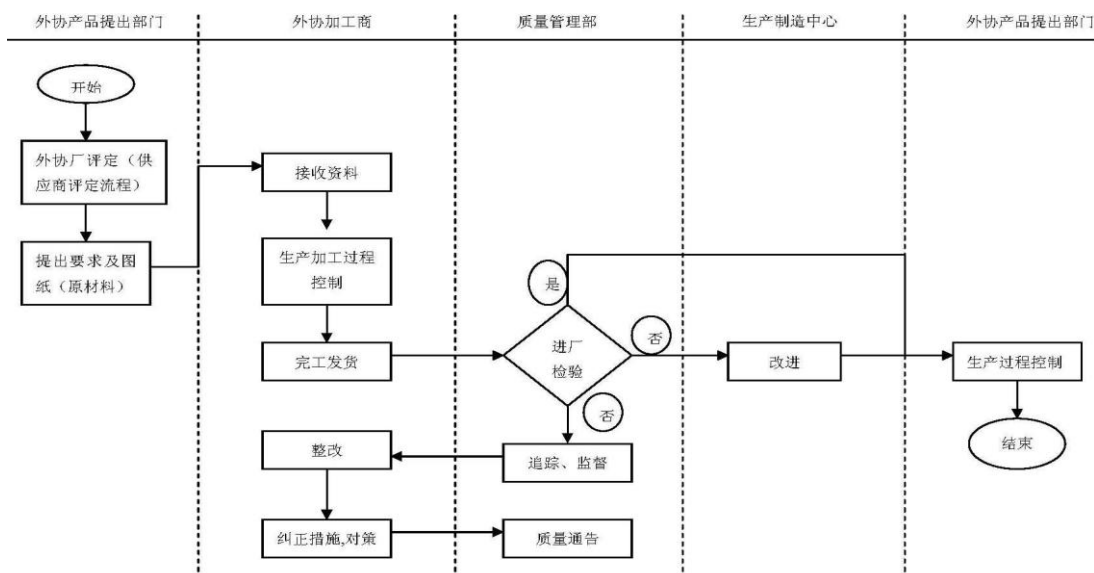 外协产品提出部门
外协加工商
质量管理部
生产制造中心
外协产品提出部门
开始
外协厂评定（供
应商评定流程）
接收资料
提出要求及图
纸（原材料）
生产加工过程
控制
是
否
完工发货
进厂
检验
改进
生产过程控制
否
整改
追踪、监督
结束
纠正措施,对策
质量通告